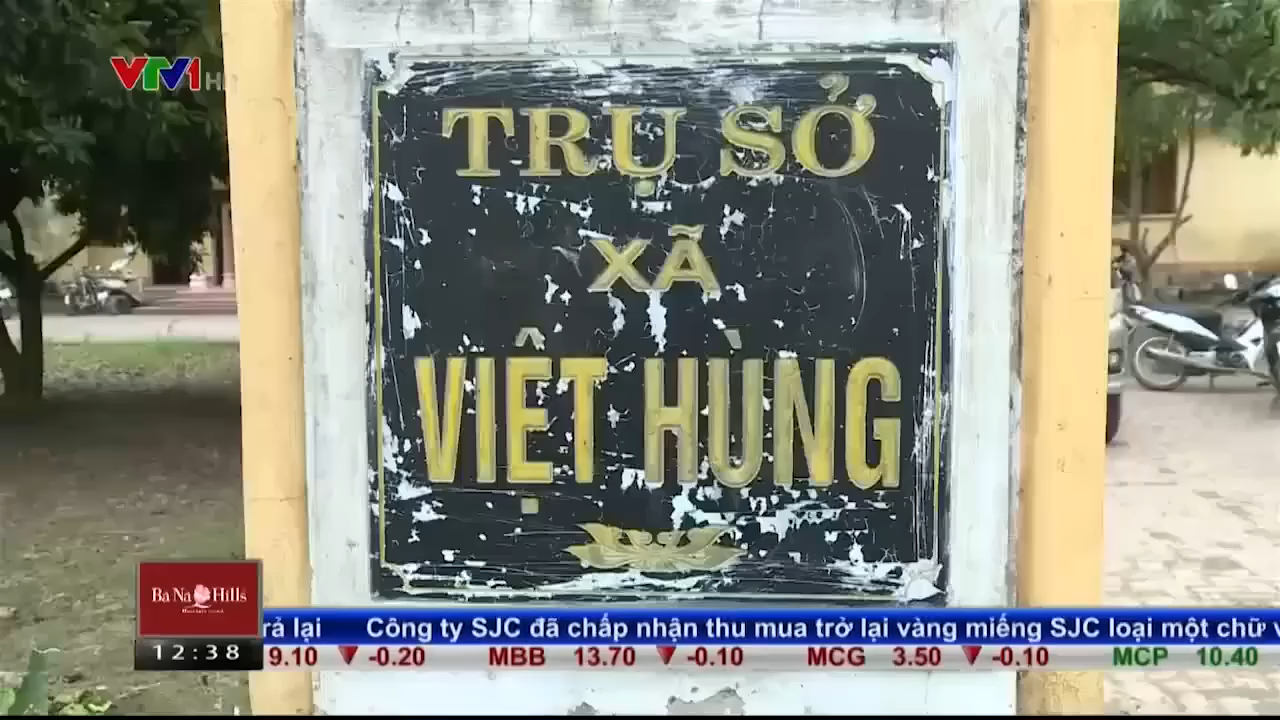 VTV1 H
TRỤ SỞ
XÃ
VIỆT HÙNG
BA NA HILLS
12:38
rả lại Công ty SJC đã chấp nhận thu mua trở lại vàng miếng SJC loại một chữ v
9.10 ▼ -0.20 MBB 13.70 ▼ -0.10 MCG 3.50 ▼ -0.10 MCP 10.40